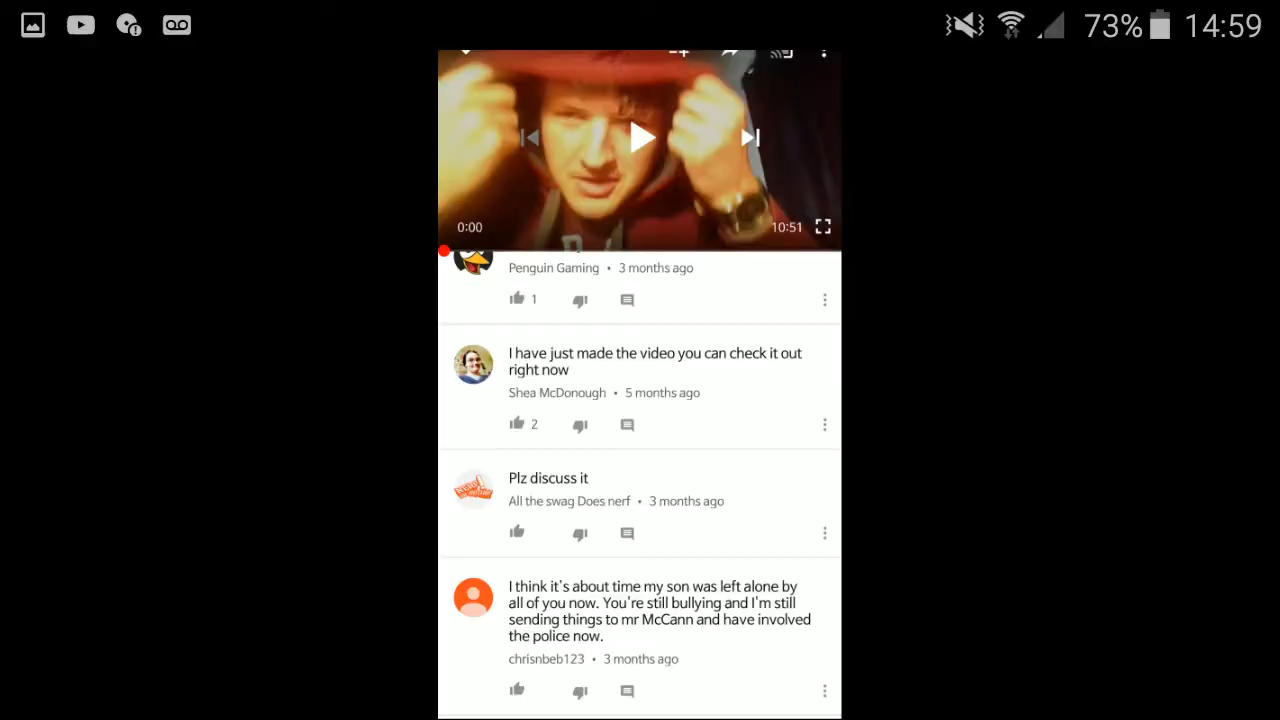 73% 14:59
0:00 10:51
Penguin Gaming • 3 months ago
1
I have just made the video you can check it out
right now
Shea McDonough • 5 months ago
2
Plz discuss it
All the swag Does nerf • 3 months ago
I think it's about time my son was left alone by
all of you now. You're still bullying and I'm still
sending things to mr McCann and have involved
the police now.
chrisnbeb123 • 3 months ago